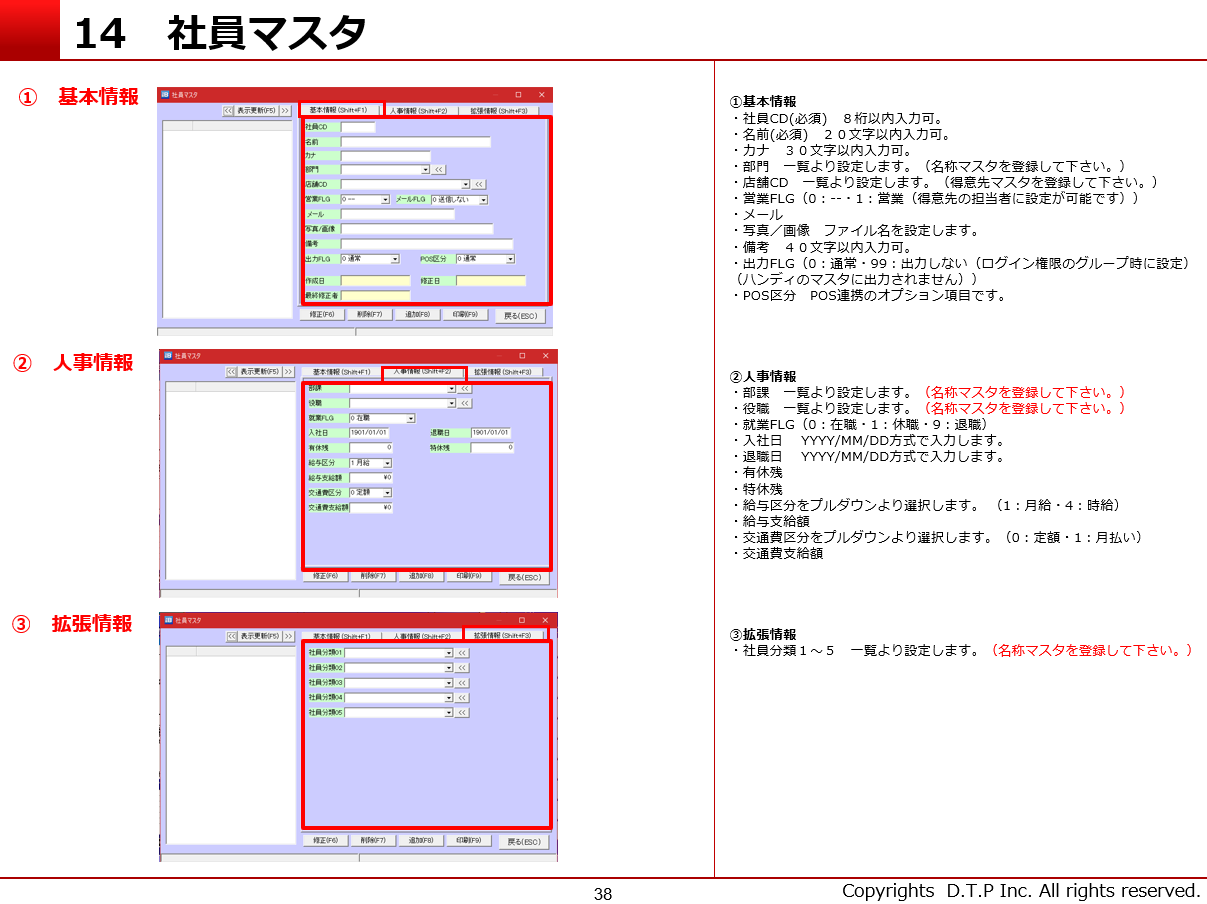 14　社員マスタ
①　基本情報
社員マスタ
<< 表示更新(F5) >>
基本情報(Shift+F1) 人事情報(Shift+F2) 拡張情報(Shift+F3)
社員CD
名前
カナ
部門 <<
店舗CD <<
営業FLG 0 -- メールFLG 0 送信しない
メール
写真/画像
備考
出力FLG 0 通常 POS区分 0 通常
作成日 修正日
最終修正者
修正(F6) 削除(F7) 追加(F8) 印刷(F9) 戻る(ESC)
②　人事情報
社員マスタ
<< 表示更新(F5) >>
基本情報(Shift+F1) 人事情報(Shift+F2) 拡張情報(Shift+F3)
部課 <<
役職 <<
就業FLG 0 在職
入社日 1901/01/01 退職日 1901/01/01
有休残 0 特休残 0
給与区分 1 月給
給与支給額 ¥0
交通費区分 0 定額
交通費支給額 ¥0
修正(F6) 削除(F7) 追加(F8) 印刷(F9) 戻る(ESC)
③　拡張情報
社員マスタ
<< 表示更新(F5) >>
基本情報(Shift+F1) 人事情報(Shift+F2) 拡張情報(Shift+F3)
社員分類01 <<
社員分類02 <<
社員分類03 <<
社員分類04 <<
社員分類05 <<
修正(F6) 削除(F7) 追加(F8) 印刷(F9) 戻る(ESC)
①基本情報
・社員CD(必須)　８桁以内入力可。
・名前(必須)　２０文字以内入力可。
・カナ　３０文字以内入力可。
・部門　一覧より設定します。（名称マスタを登録して下さい。）
・店舗CD　一覧より設定します。（得意先マスタを登録して下さい。）
・営業FLG（0：--・1：営業（得意先の担当者に設定が可能です））
・メール
・写真／画像　ファイル名を設定します。
・備考　４０文字以内入力可。
・出力FLG（0：通常・99：出力しない（ログイン権限のグループ時に設定）
（ハンディのマスタに出力されません））
・POS区分　POS連携のオプション項目です。
②人事情報
・部課　一覧より設定します。（名称マスタを登録して下さい。）
・役職　一覧より設定します。（名称マスタを登録して下さい。）
・就業FLG（0：在職・1：休職・9：退職）
・入社日　YYYY/MM/DD方式で入力します。
・退職日　YYYY/MM/DD方式で入力します。
・有休残
・特休残
・給与区分をプルダウンより選択します。（1：月給・4：時給）
・給与支給額
・交通費区分をプルダウンより選択します。（0：定額・1：月払い）
・交通費支給額
③拡張情報
・社員分類１～５　一覧より設定します。（名称マスタを登録して下さい。）
38
Copyrights D.T.P Inc. All rights reserved.